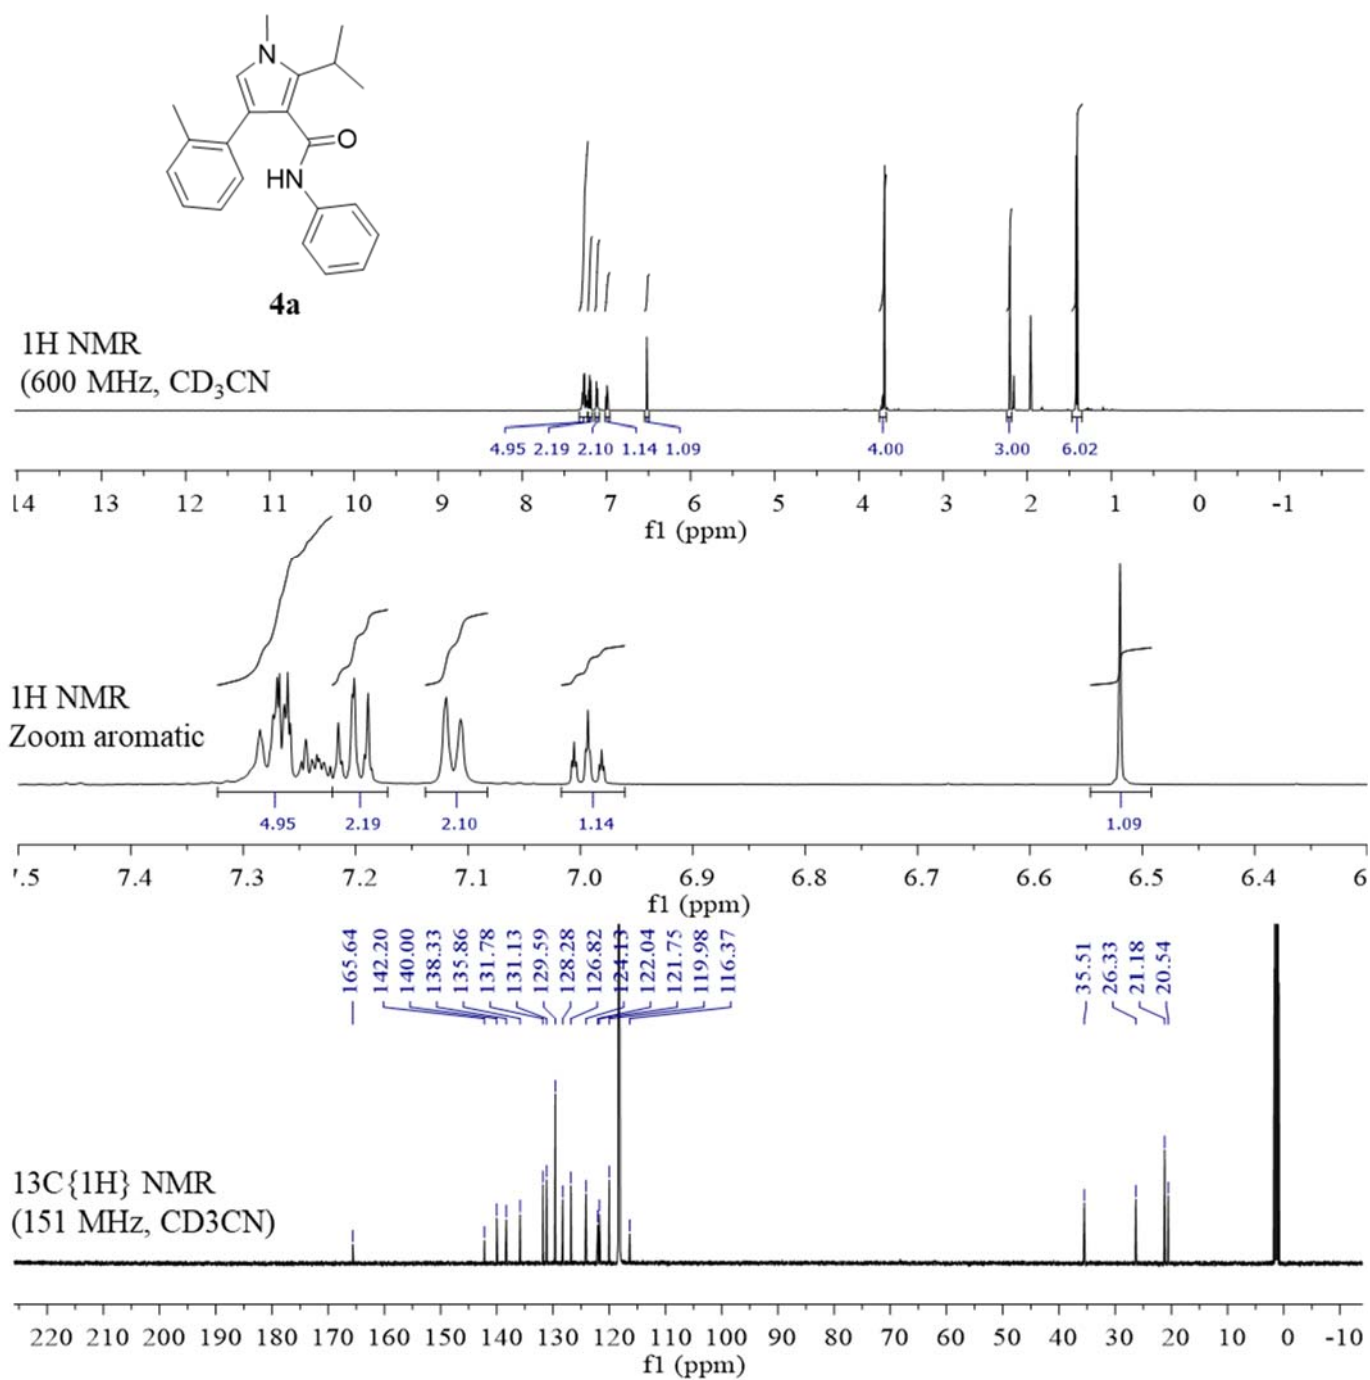 N
O
HN
4a
1H NMR
(600 MHz, CD3CN
4.95 2.19 2.10 1.14 1.09 4.00 3.00 6.02
14 13 12 11 10 9 8 7 6 5 4 3 2 1 0 -1
f1 (ppm)
1H NMR
Zoom aromatic
4.95 2.19 2.10 1.14 1.09
7.5 7.4 7.3 7.2 7.1 7.0 6.9 6.8 6.7 6.6 6.5 6.4 6
f1 (ppm)
165.64
142.20
140.00
138.33
135.86
131.78
131.13
129.59
128.28
126.82
124.13
122.04
121.75
119.98
116.37
35.51
26.33
21.18
20.54
13C{1H} NMR
(151 MHz, CD3CN)
220 210 200 190 180 170 160 150 140 130 120 110 100 90 80 70 60 50 40 30 20 10 0 -10
f1 (ppm)